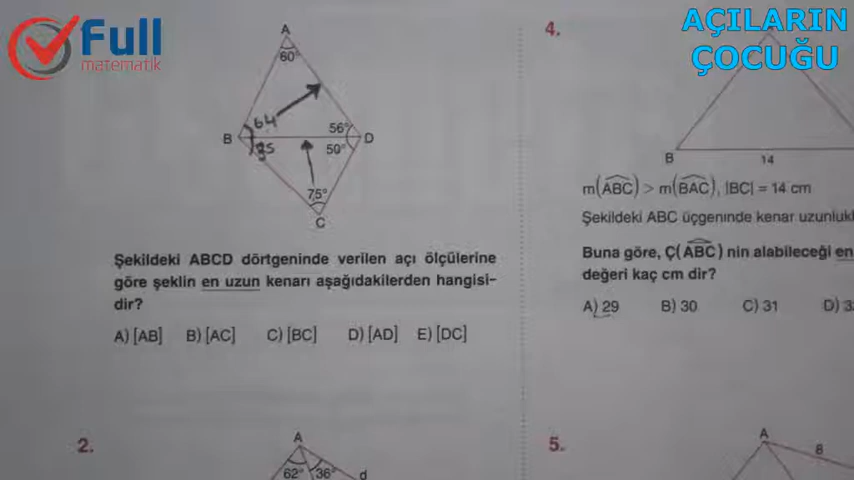 Full
matematik
AÇILARIN
ÇOCUĞU
A
60°
B
64
35
56°
50°
D
75°
C
Şekildeki ABCD dörtgeninde verilen açı ölçülerine
göre şeklin en uzun kenarı aşağıdakilerden hangisi-
dir?
A) [AB] B) [AC] C) [BC] D) [AD] E) [DC]
2.
A
62° 36°
d
4.
B
14
m(ABC) > m(BAC), |BC| = 14 cm
Şekildeki ABC üçgeninde kenar uzunlukl
Buna göre, Ç(ABC) nin alabileceği en
değeri kaç cm dir?
A) 29 B) 30 C) 31 D) 3
5.
A
8